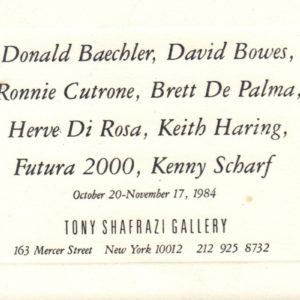 Donald Baechler, David Bowes,
Ronnie Cutrone, Brett De Palma,
Herve Di Rosa, Keith Haring,
Futura 2000, Kenny Scharf
October 20-November 17, 1984
TONY SHAFRAZI GALLERY
163 Mercer Street New York 10012 212 925 8732